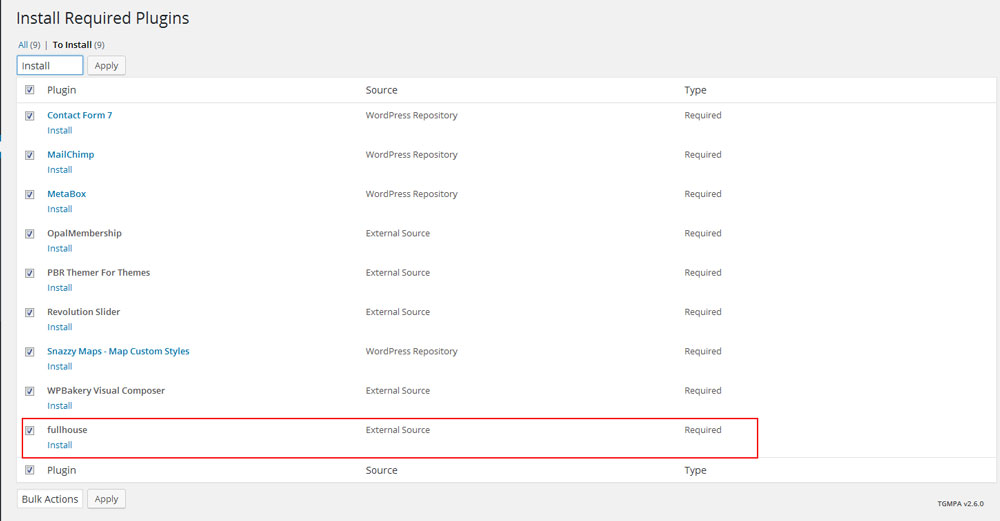 Install Required Plugins
All (9) | To Install (9)
Install Apply
Plugin Source Type
Contact Form 7 WordPress Repository Required
Install
MailChimp WordPress Repository Required
Install
MetaBox WordPress Repository Required
Install
OpalMembership External Source Required
Install
PBR Themer For Themes External Source Required
Install
Revolution Slider External Source Required
Install
Snazzy Maps - Map Custom Styles WordPress Repository Required
Install
WPBakery Visual Composer External Source Required
Install
fullhouse External Source Required
Install
Plugin Source Type
Bulk Actions Apply
TGMPA v2.6.0